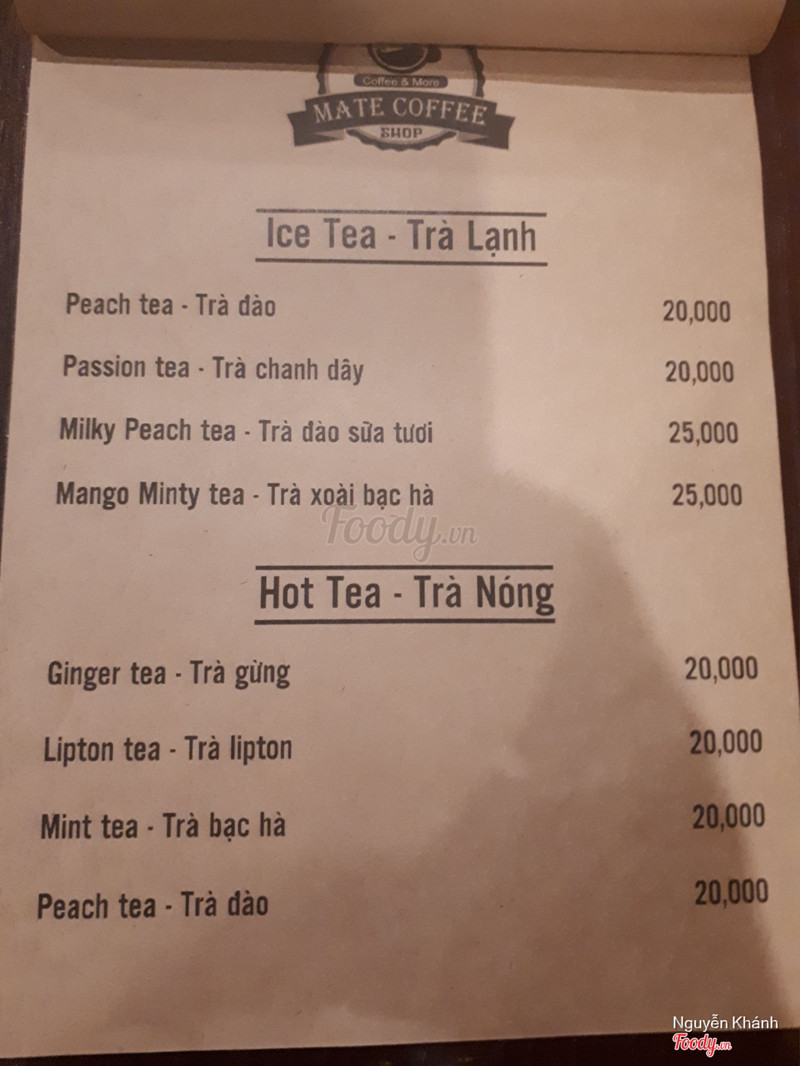 Coffee & More
MATE COFFEE
SHOP
Ice Tea - Trà Lạnh
Peach tea - Trà đào 20,000
Passion tea - Trà chanh dây 20,000
Milky Peach tea - Trà đào sữa tươi 25,000
Mango Minty tea - Trà xoài bạc hà 25,000
Foody.vn
Hot Tea - Trà Nóng
Ginger tea - Trà gừng 20,000
Lipton tea - Trà lipton 20,000
Mint tea - Trà bạc hà 20,000
Peach tea - Trà đào 20,000
Nguyễn Khánh
Foody.vn